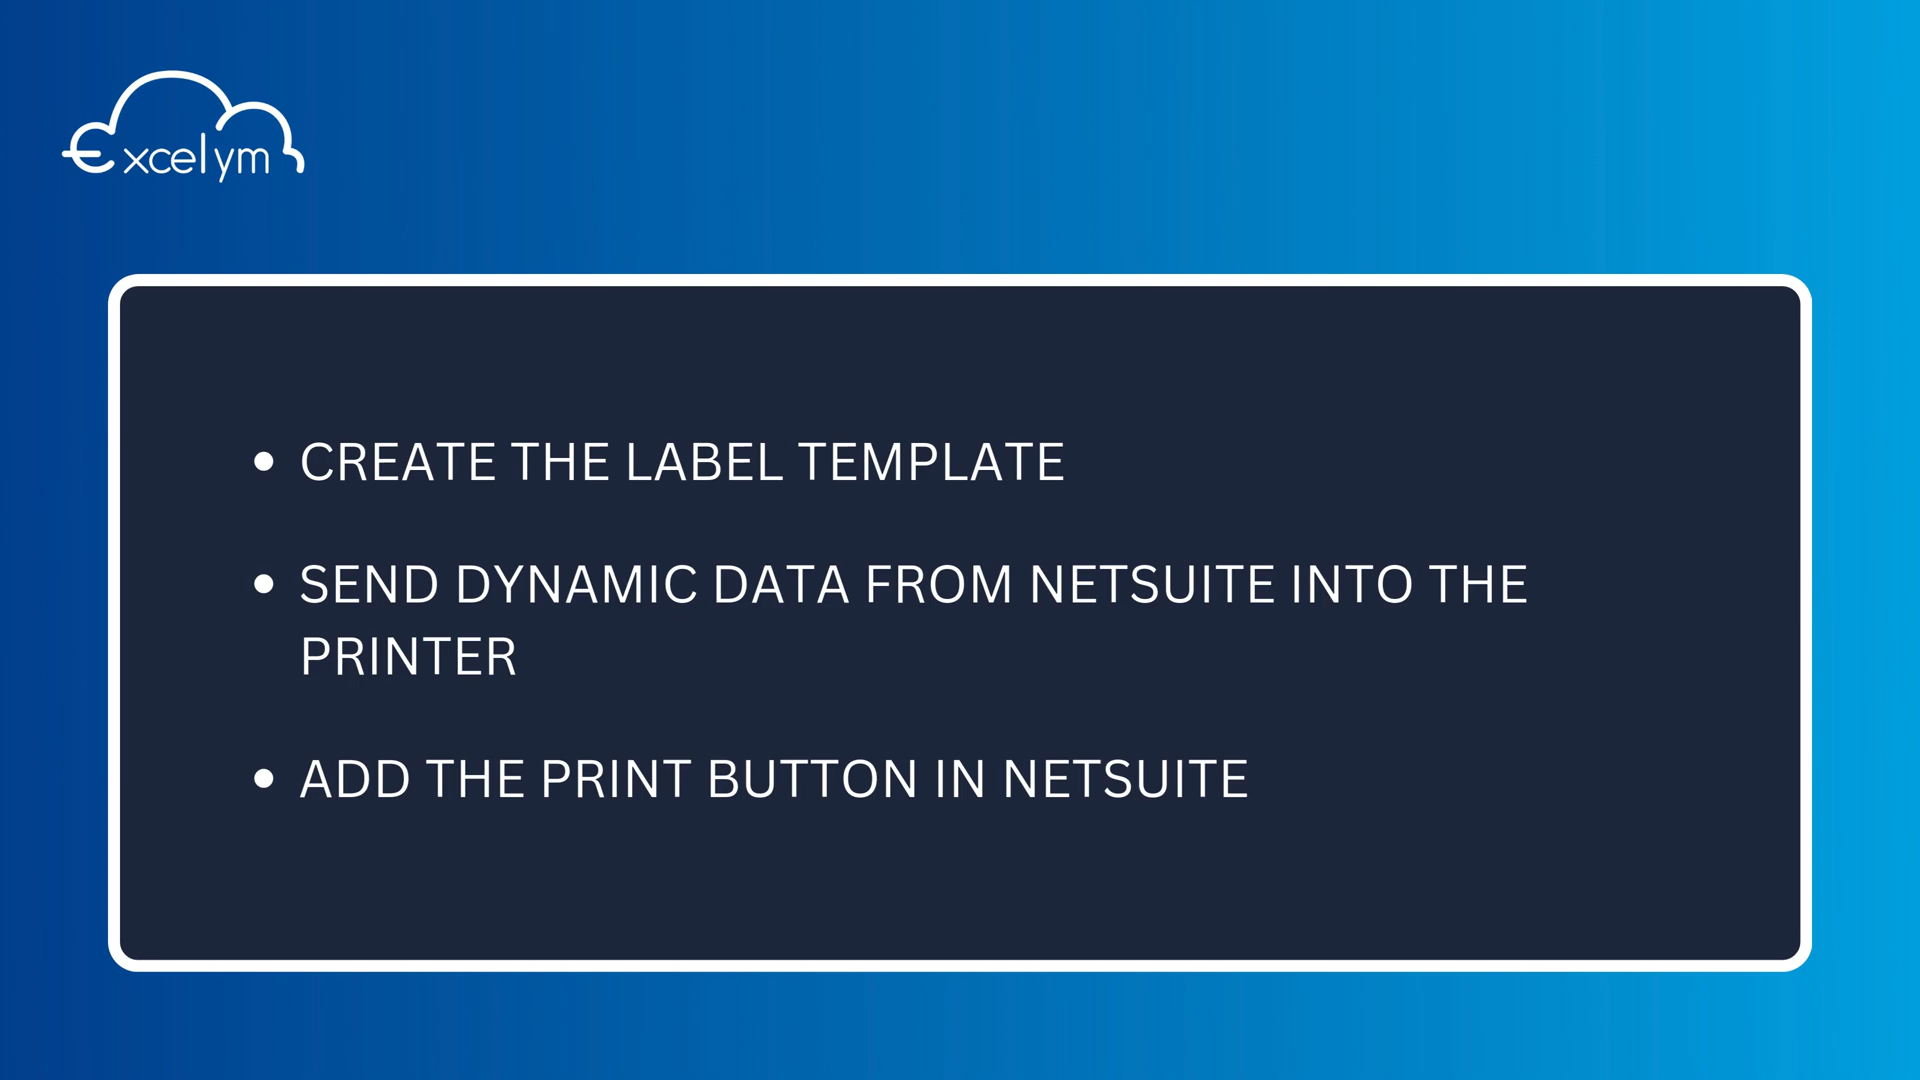 Excelym
• CREATE THE LABEL TEMPLATE
• SEND DYNAMIC DATA FROM NETSUITE INTO THE
PRINTER
• ADD THE PRINT BUTTON IN NETSUITE